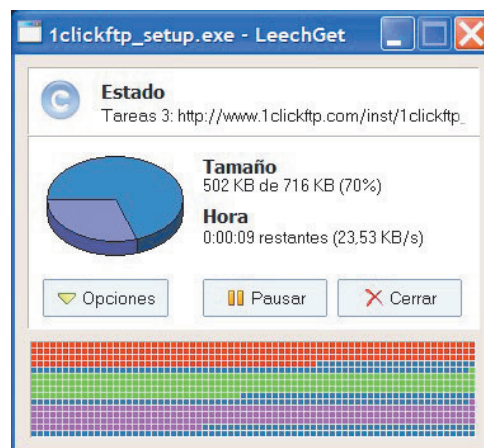 1clickftp_setup.exe - LeechGet
Estado
Tareas 3: http://www.1clickftp.com/inst/1clickftp_
Tamaño
502 KB de 716 KB (70%)
Hora
0:00:09 restantes (23,53 KB/s)
Opciones
Pausar
Cerrar